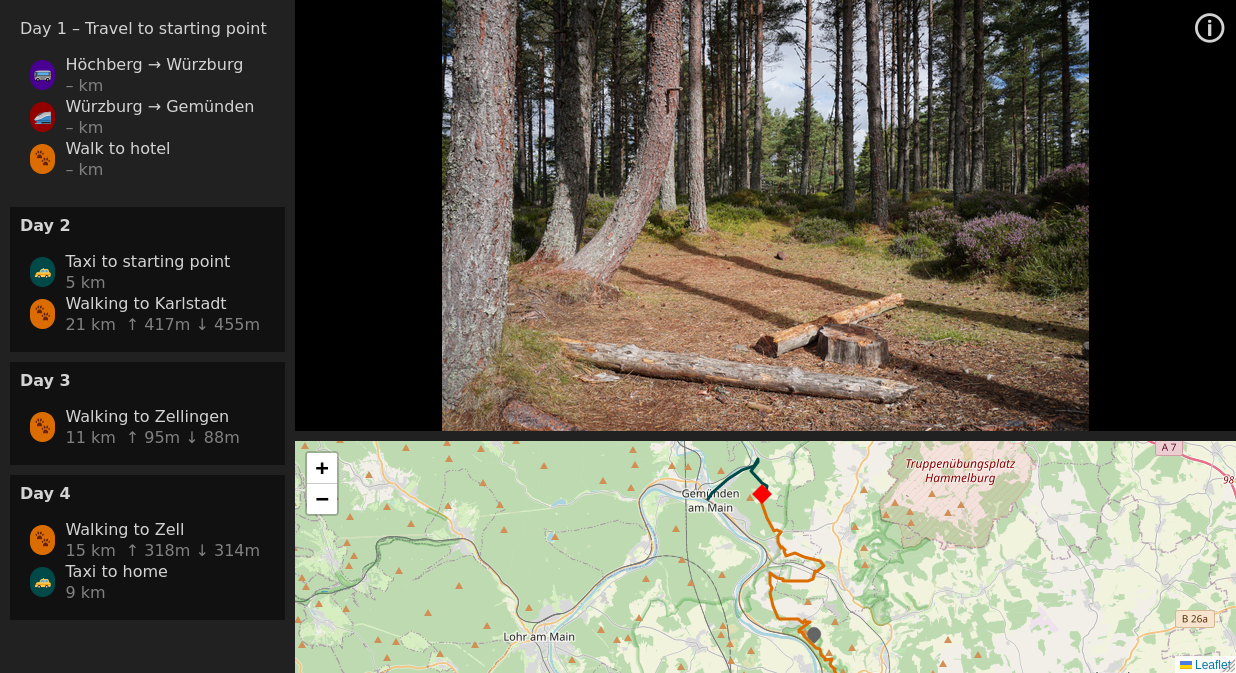 Day 1 – Travel to starting point
Höchberg → Würzburg
– km
Würzburg → Gemünden
– km
Walk to hotel
– km
Day 2
Taxi to starting point
5 km
Walking to Karlstadt
21 km ↑ 417m ↓ 455m
Day 3
Walking to Zellingen
11 km ↑ 95m ↓ 88m
Day 4
Walking to Zell
15 km ↑ 318m ↓ 314m
Taxi to home
9 km
+
−
Gemünden
am Main
Lohr am Main
Truppenübungsplatz
Hammelburg
A 7
98
B 26a
Leaflet